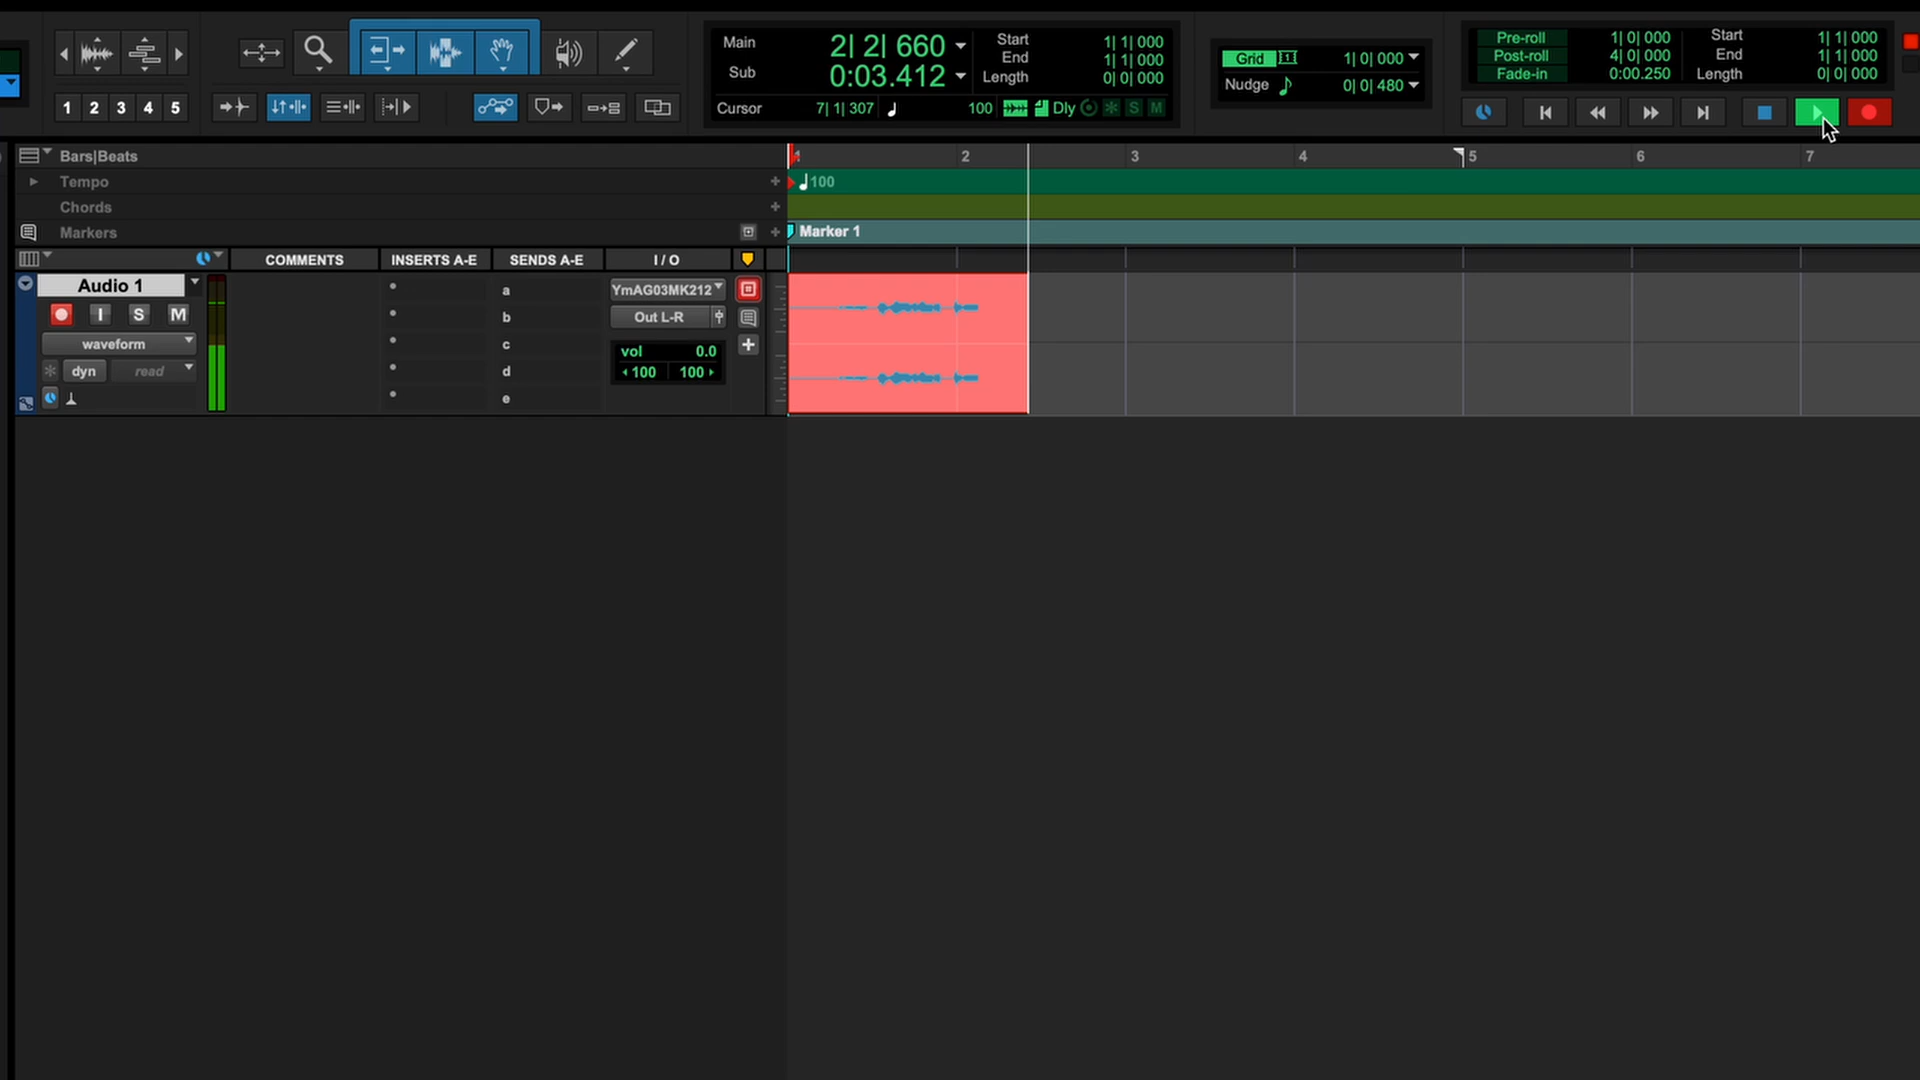 Main 2| 2| 660
Sub 0:03.412
Start 1| 1| 000
End 1| 1| 000
Length 0| 0| 000
Cursor 7| 1| 307 100 Dly S M
Grid 1| 0| 000
Nudge 0| 0| 480
Pre-roll 1| 0| 000
Post-roll 4| 0| 000
Fade-in 0:00.250
Start 1| 1| 000
End 1| 1| 000
Length 0| 0| 000
1 2 3 4 5
Bars|Beats
2 3 4 5 6 7
Tempo
100
Chords
Markers
Marker 1
COMMENTS INSERTS A-E SENDS A-E I / O
Audio 1
I S M
waveform
dyn read
a
b
c
d
e
YmAG03MK212
Out L-R
vol 0.0
100 100